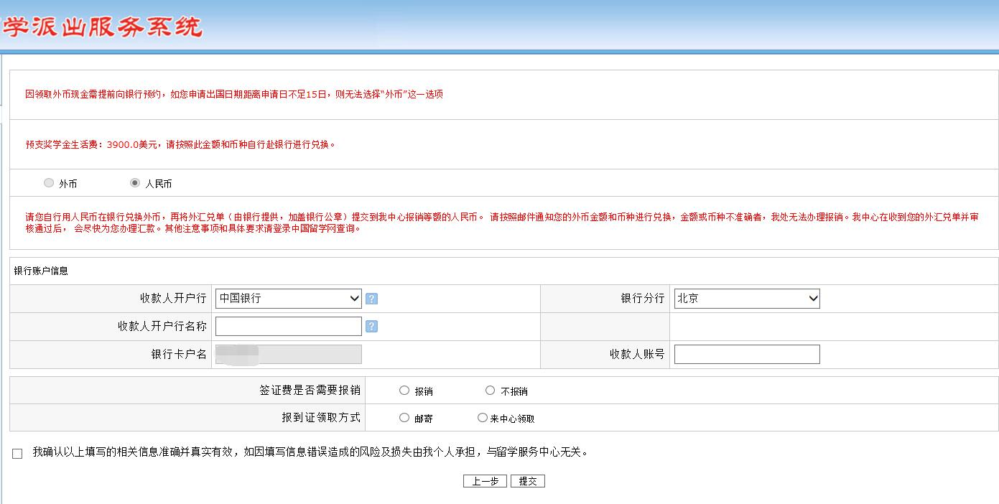 学派出服务系统
因领取外币现金需提前向银行预约，如您申请出国日期距离申请日不足15日，则无法选择“外币”这一选项
预支奖学金生活费：3900.0美元，请按照此金额和币种自行赴银行进行兑换。
外币 人民币
请您自行用人民币在银行兑换外币，再将外汇兑单（由银行提供，加盖银行公章）提交到我中心报销等额的人民币。 请按照邮件通知您的外币金额和币种进行兑换，金额或币种不准确者，我处无法办理报销。我中心在收到您的外汇兑单并审
核通过后， 会尽快为您办理汇款。其他注意事项和具体要求请登录中国留学网查询。
银行账户信息
收款人开户行 中国银行 ? 银行分行 北京
收款人开户行名称 ?
银行卡户名 收款人账号
签证费是否需要报销 报销 不报销
报到证领取方式 邮寄 来中心领取
我确认以上填写的相关信息准确并真实有效，如因填写信息错误造成的风险及损失由我个人承担，与留学服务中心无关。
上一步 提交